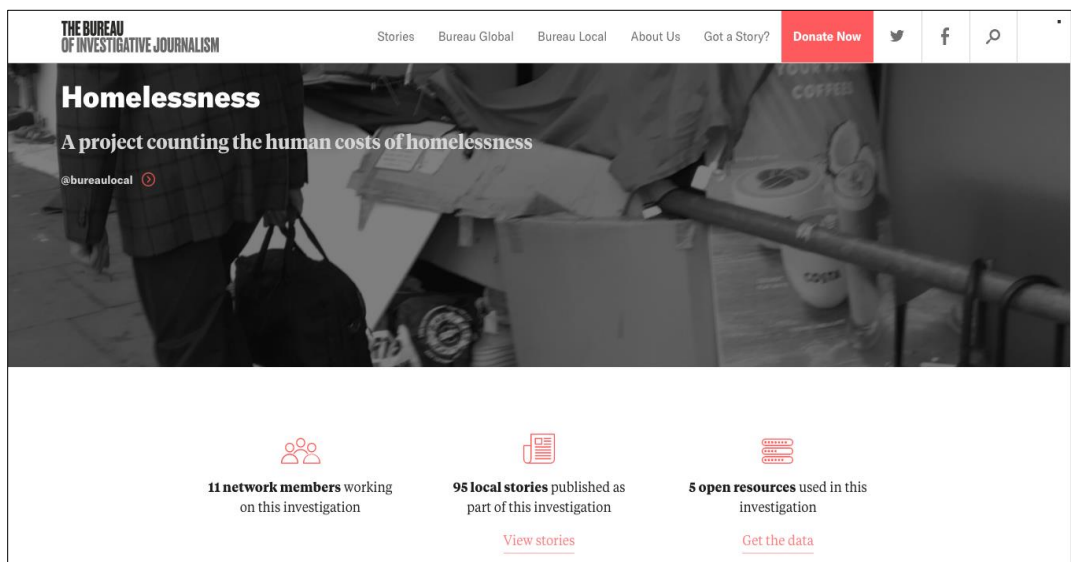 THE BUREAU
OF INVESTIGATIVE JOURNALISM
Stories Bureau Global Bureau Local About Us Got a Story? Donate Now
Homelessness
A project counting the human costs of homelessness
@bureaulocal
COFFEE
COSTA
11 network members working
on this investigation
95 local stories published as
part of this investigation
View stories
5 open resources used in this
investigation
Get the data